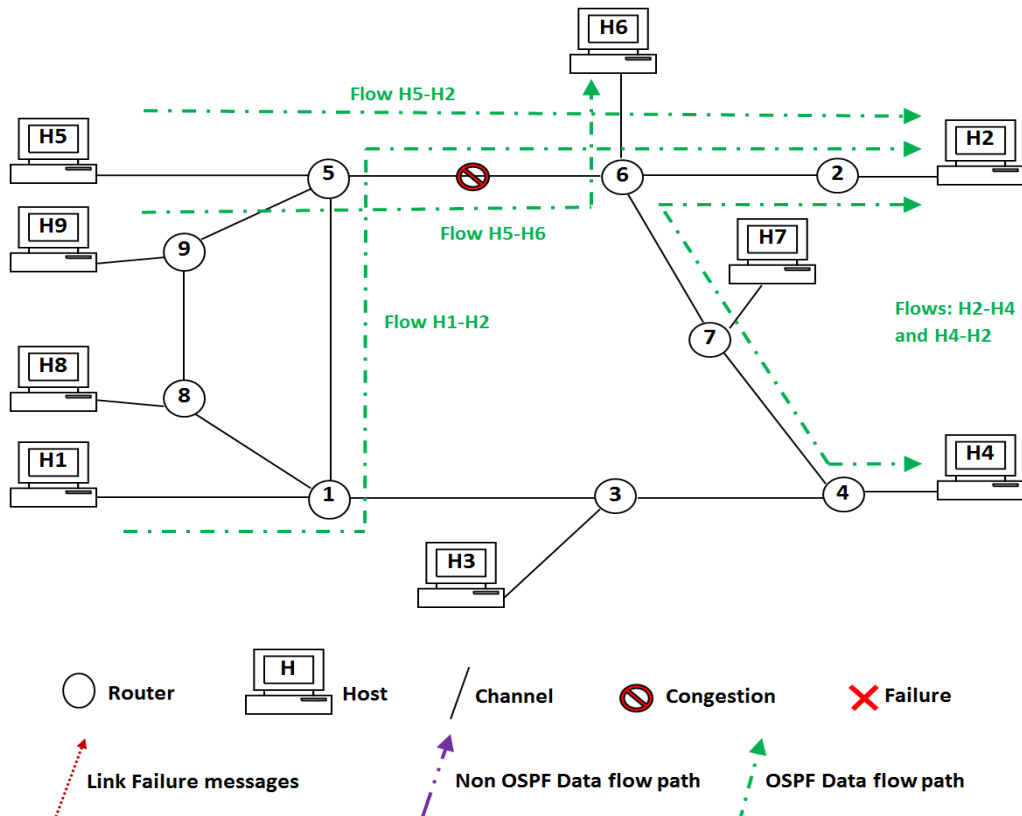 H6
Flow H5-H2
H5
H2
5
6
2
H9
Flow H5-H6
H7
9
Flow H1-H2
Flows: H2-H4
and H4-H2
7
H8
8
H1
H4
1
3
4
H3
Router
H
Host
Channel
Congestion
Failure
Link Failure messages
Non OSPF Data flow path
OSPF Data flow path